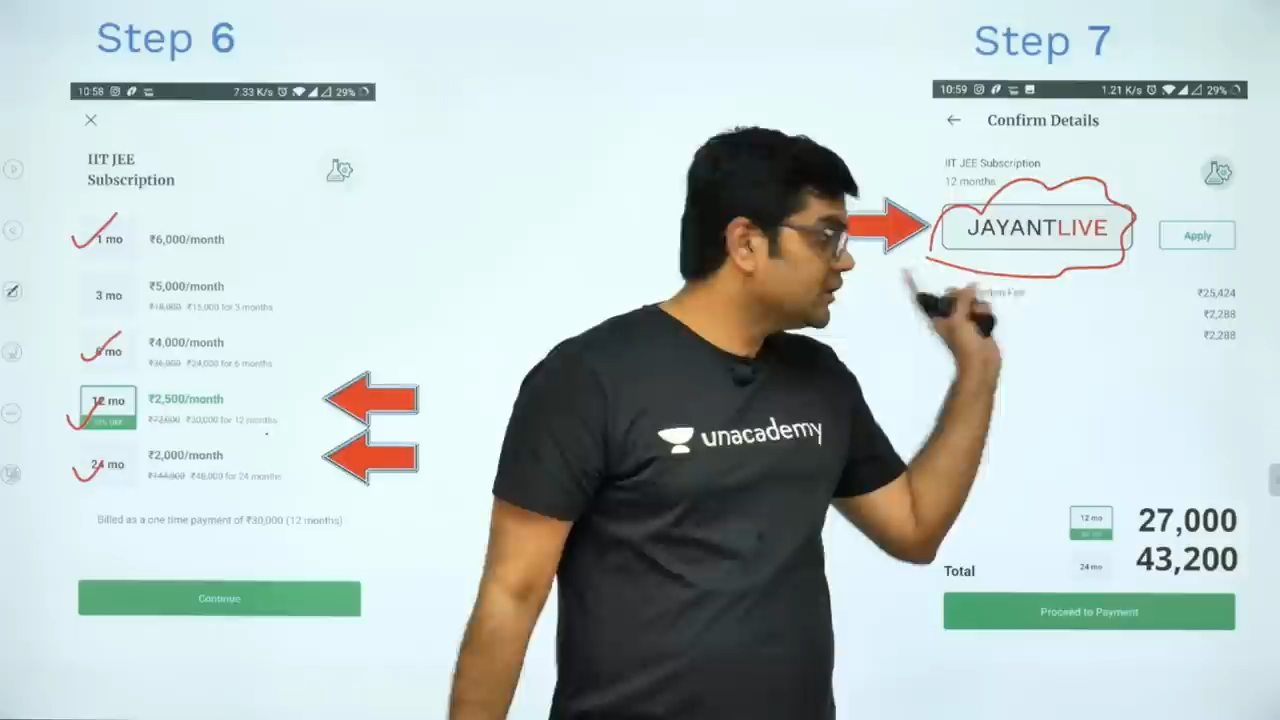 Step 6
10:58
7.33 K/s
29%
IIT JEE
Subscription
1 mo
₹6,000/month
3 mo
₹5,000/month
₹18,000 ₹15,000 for 3 months
6 mo
₹4,000/month
₹36,000 ₹24,000 for 6 months
12 mo
₹2,500/month
₹72,000 ₹30,000 for 12 months
24 mo
₹2,000/month
₹144,000 ₹48,000 for 24 months
Billed as a one time payment of ₹30,000 (12 months)
Continue
unacademy
Step 7
10:59
1.21 K/s
29%
Confirm Details
IIT JEE Subscription
12 months
JAYANTLIVE
Apply
Fee
₹25,424
₹2,288
₹2,288
12 mo
27,000
24 mo
43,200
Total
Proceed to Payment